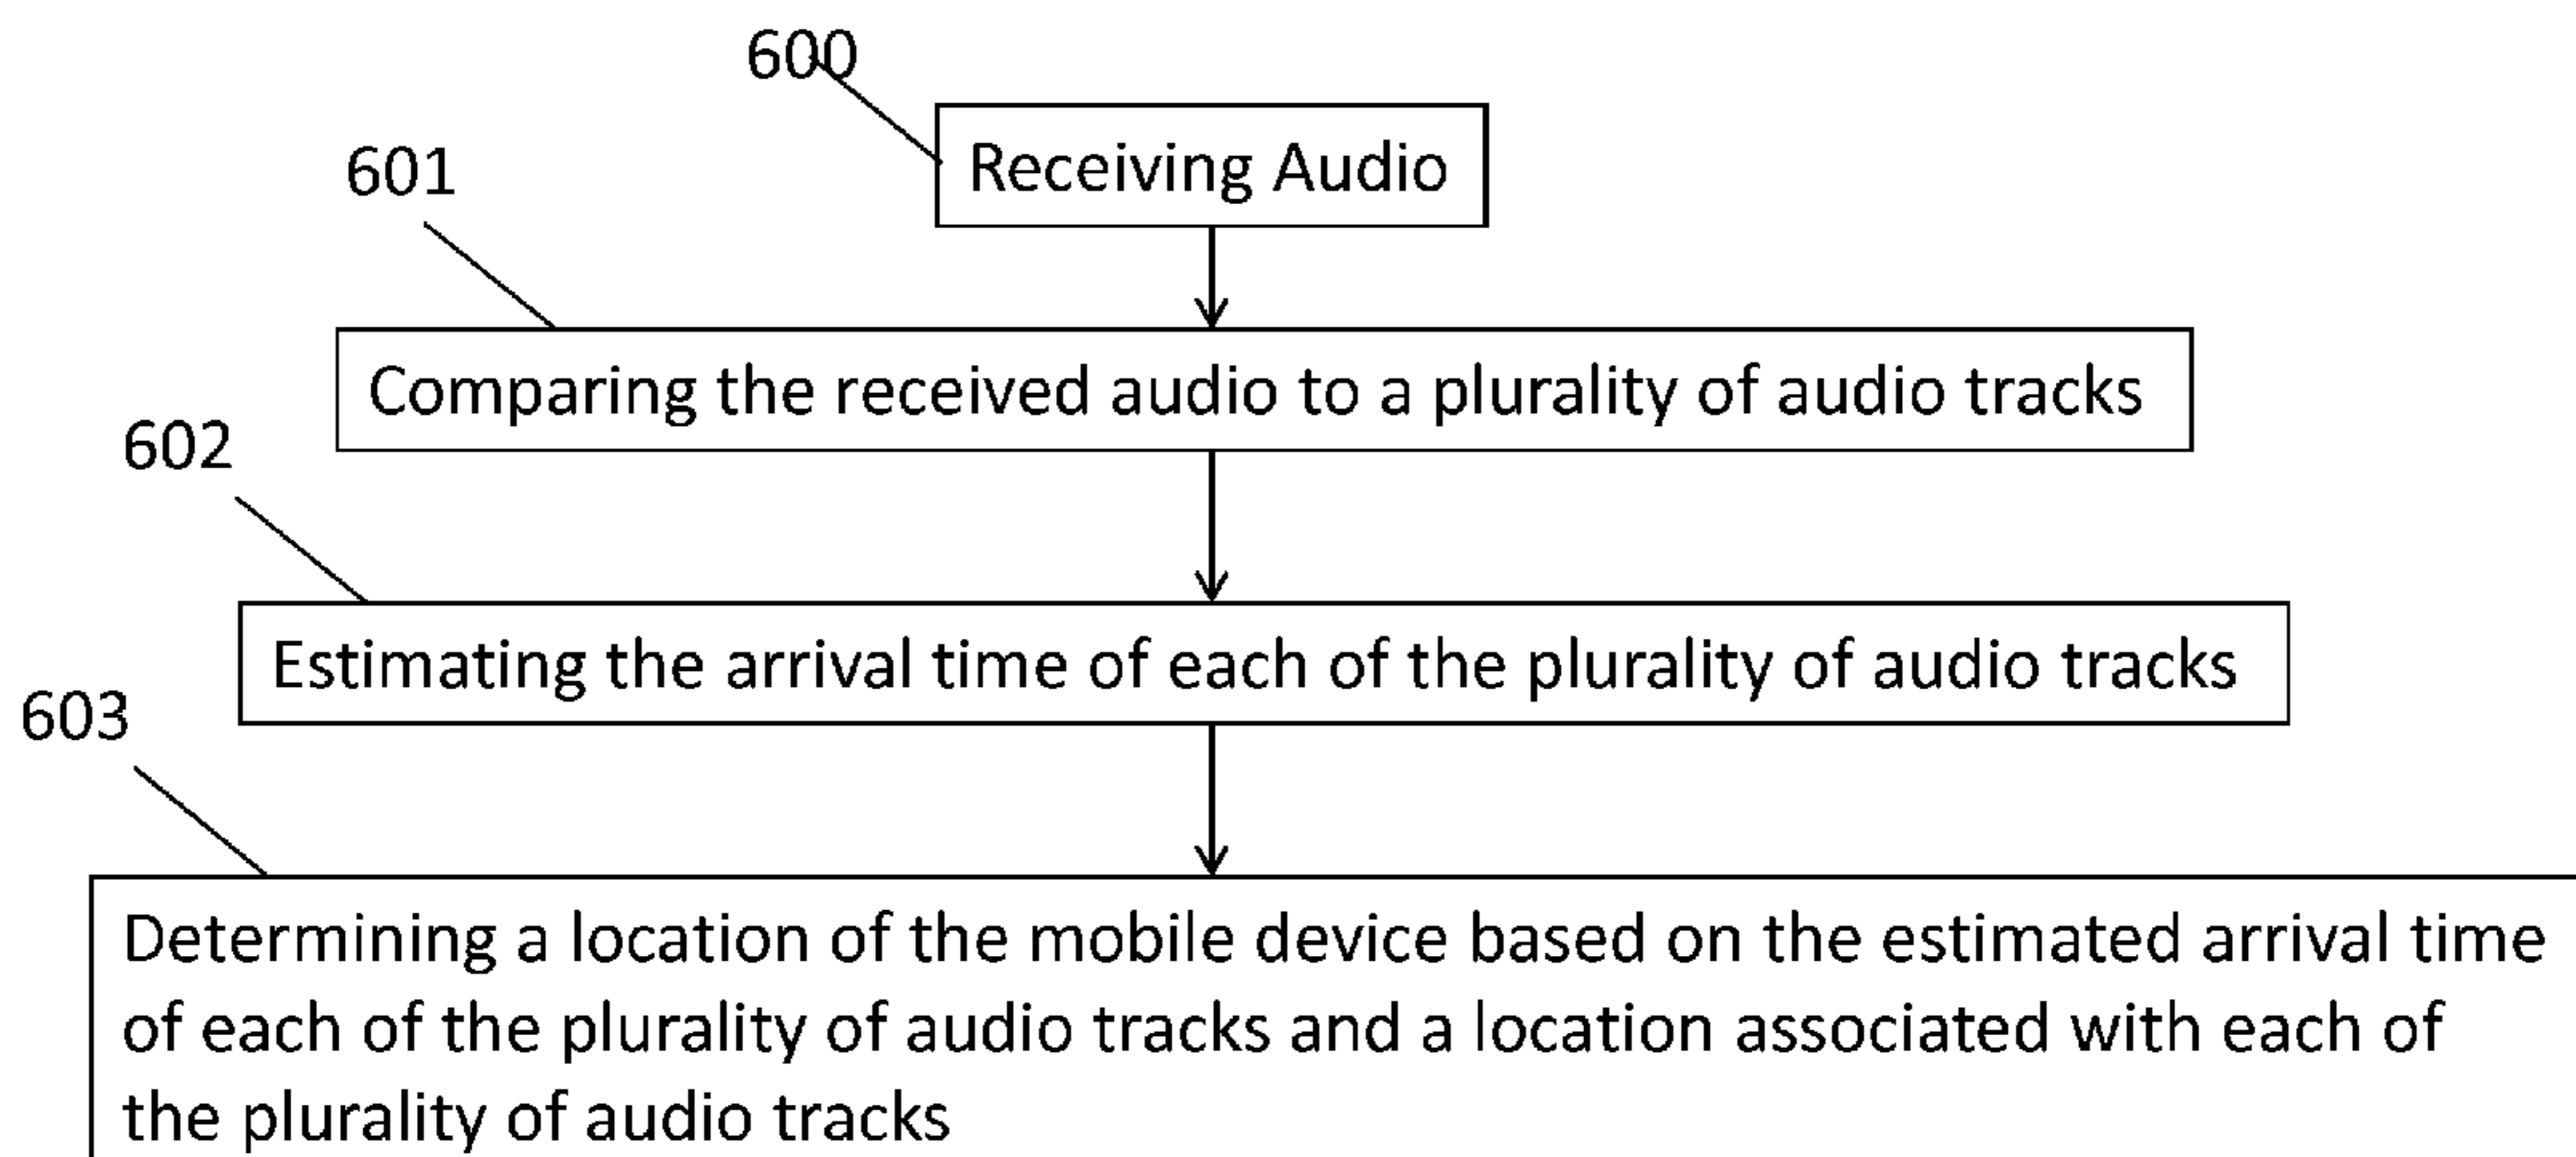 600
Receiving Audio
601
Comparing the received audio to a plurality of audio tracks
602
Estimating the arrival time of each of the plurality of audio tracks
603
Determining a location of the mobile device based on the estimated arrival time
of each of the plurality of audio tracks and a location associated with each of
the plurality of audio tracks